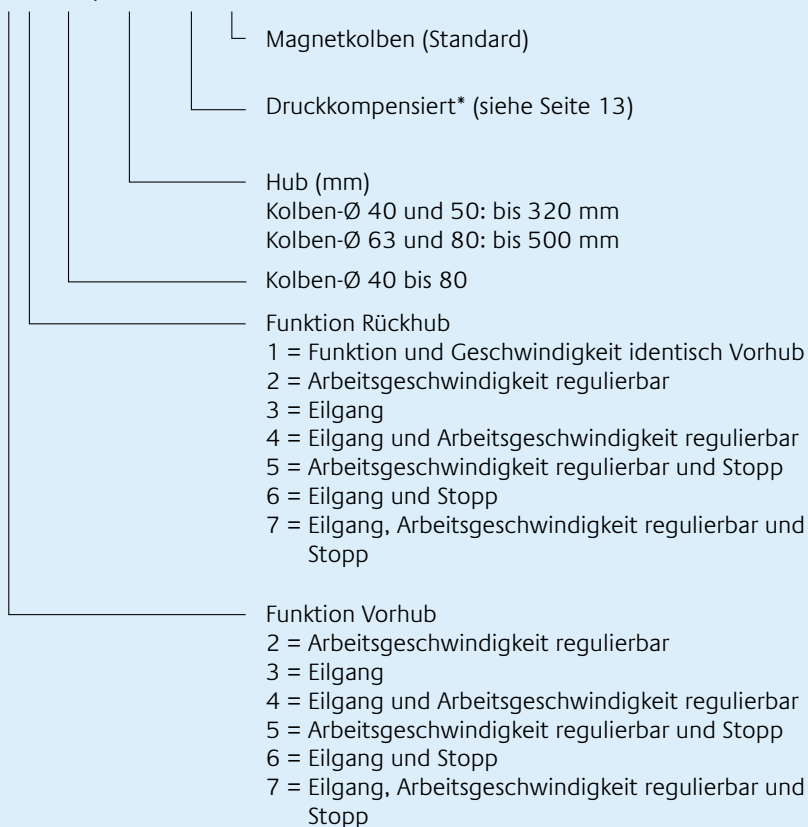 Magnetkolben (Standard)
Druckkompensiert* (siehe Seite 13)
Hub (mm)
Kolben-Ø 40 und 50: bis 320 mm
Kolben-Ø 63 und 80: bis 500 mm
Kolben-Ø 40 bis 80
Funktion Rückhub
1 = Funktion und Geschwindigkeit identisch Vorhub
2 = Arbeitsgeschwindigkeit regulierbar
3 = Eilgang
4 = Eilgang und Arbeitsgeschwindigkeit regulierbar
5 = Arbeitsgeschwindigkeit regulierbar und Stopp
6 = Eilgang und Stopp
7 = Eilgang, Arbeitsgeschwindigkeit regulierbar und
Stopp
Funktion Vorhub
2 = Arbeitsgeschwindigkeit regulierbar
3 = Eilgang
4 = Eilgang und Arbeitsgeschwindigkeit regulierbar
5 = Arbeitsgeschwindigkeit regulierbar und Stopp
6 = Eilgang und Stopp
7 = Eilgang, Arbeitsgeschwindigkeit regulierbar und
Stopp